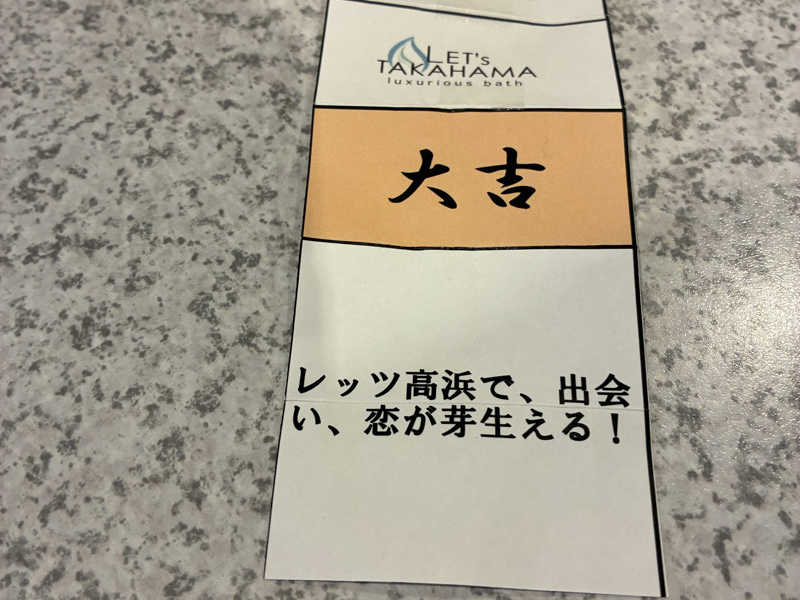 LET's
TAKAHAMA
luxurious bath
大吉
レッツ高浜で、出会
い、恋が芽生える！